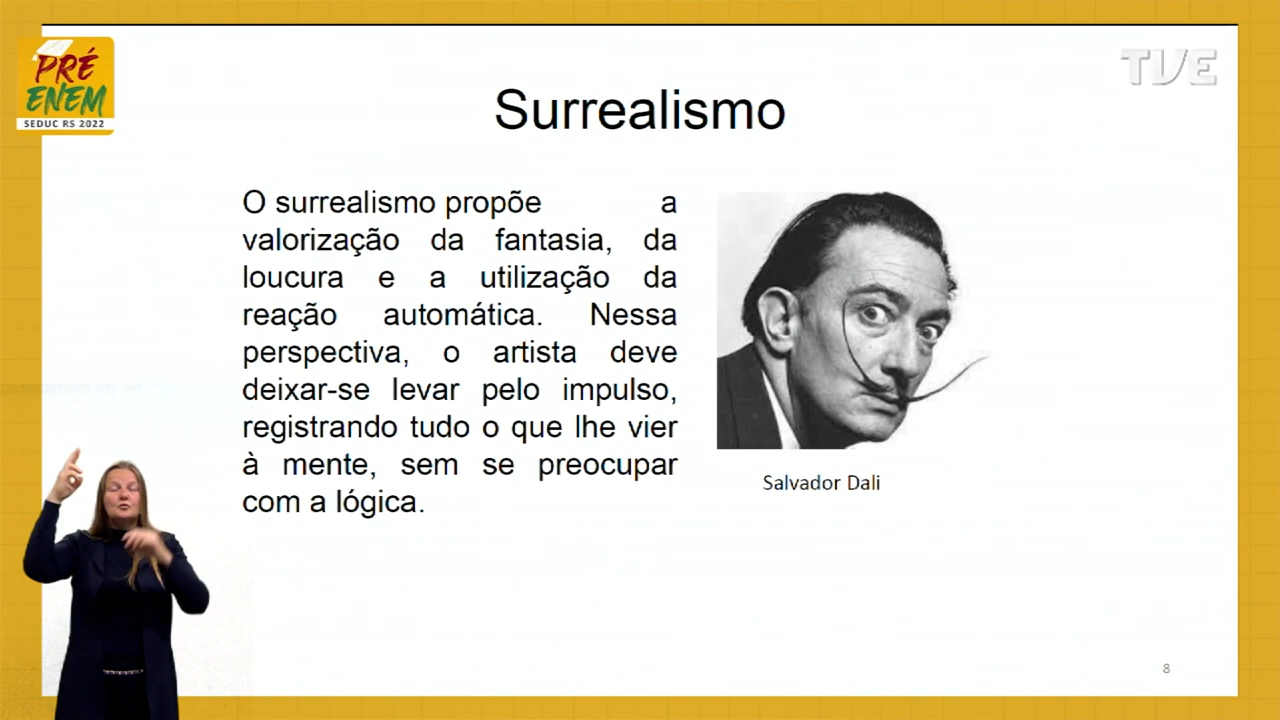 PRÉ
ENEM
SEDUC RS 2022
TVE
Surrealismo
O surrealismo propõe a
valorização da fantasia, da
loucura e a utilização da
reação automática. Nessa
perspectiva, o artista deve
deixar-se levar pelo impulso,
registrando tudo o que lhe vier
à mente, sem se preocupar
com a lógica.
Salvador Dali
8